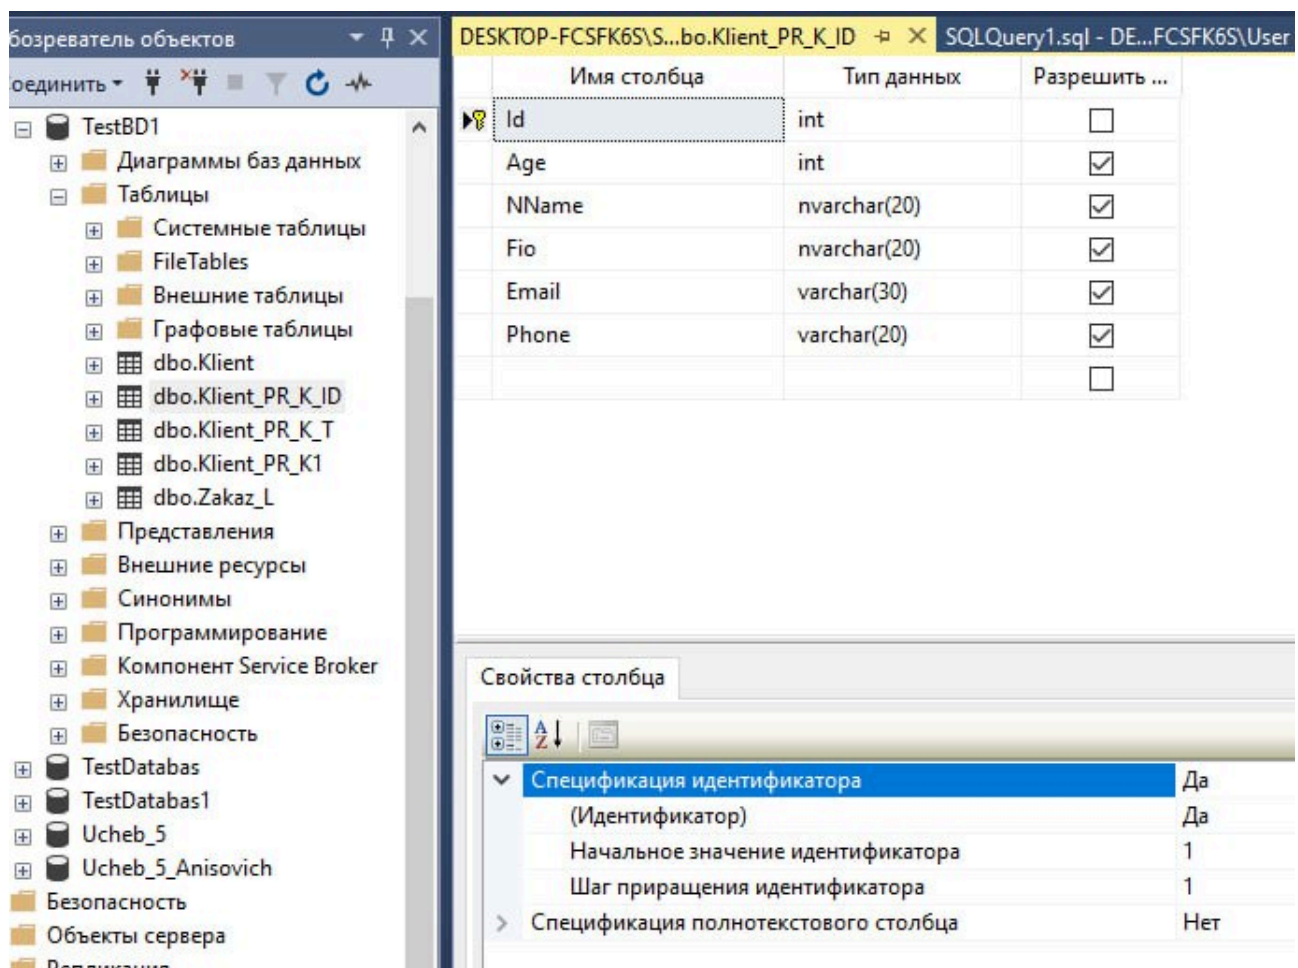 бозреватель объектов
оединить
TestBD1
Диаграммы баз данных
Таблицы
Системные таблицы
FileTables
Внешние таблицы
Графовые таблицы
dbo.Klient
dbo.Klient_PR_K_ID
dbo.Klient_PR_K_T
dbo.Klient_PR_K1
dbo.Zakaz_L
Представления
Внешние ресурсы
Синонимы
Программирование
Компонент Service Broker
Хранилище
Безопасность
TestDatabas
TestDatabas1
Ucheb_5
Ucheb_5_Anisovich
Безопасность
Объекты сервера
Репликация
DESKTOP-FCSFK6S\S...bo.Klient_PR_K_ID SQLQuery1.sql - DE...FCSFK6S\User
Имя столбца Тип данных Разрешить ...
Id int
Age int
NName nvarchar(20)
Fio nvarchar(20)
Email varchar(30)
Phone varchar(20)
Свойства столбца
Спецификация идентификатора Да
(Идентификатор) Да
Начальное значение идентификатора 1
Шаг приращения идентификатора 1
Спецификация полнотекстового столбца Нет